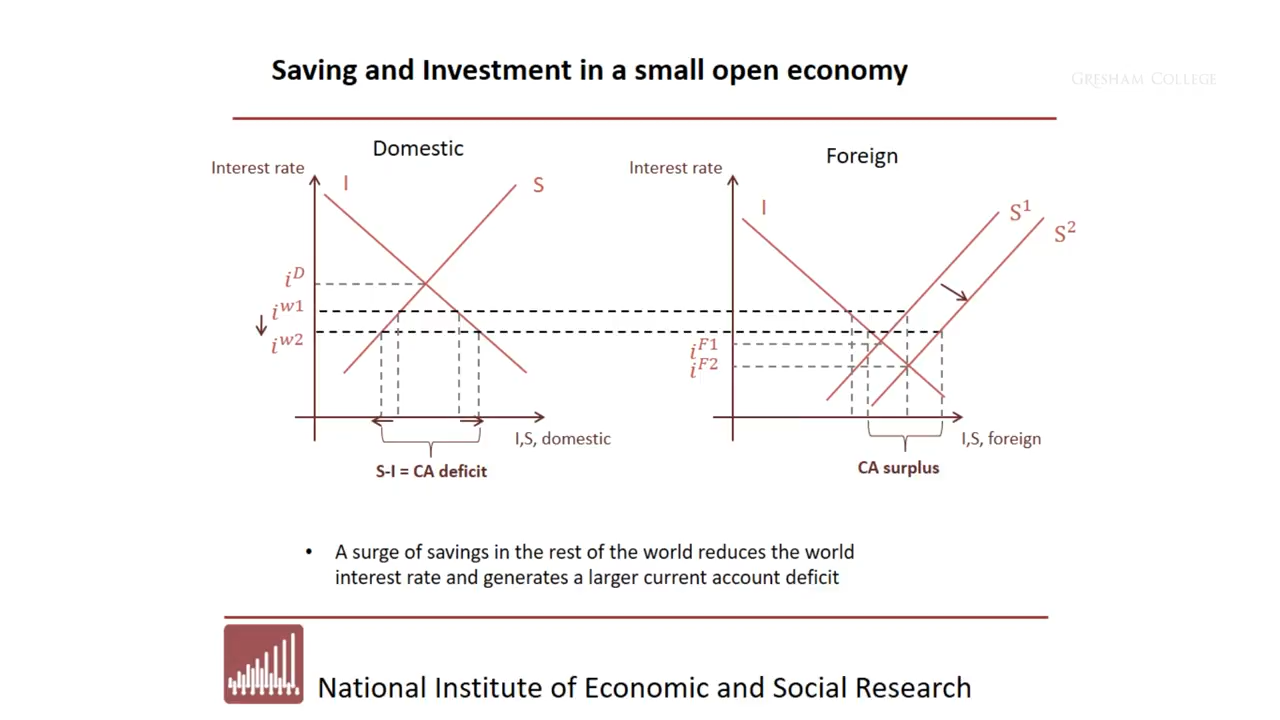 Saving and Investment in a small open economy
GRESHAM COLLEGE
Domestic
Interest rate
I
S
i^D
i^w1
i^w2
I,S, domestic
S-I = CA deficit
Foreign
Interest rate
I
S^1
S^2
i^F1
i^F2
I,S, foreign
CA surplus
• A surge of savings in the rest of the world reduces the world
interest rate and generates a larger current account deficit
National Institute of Economic and Social Research